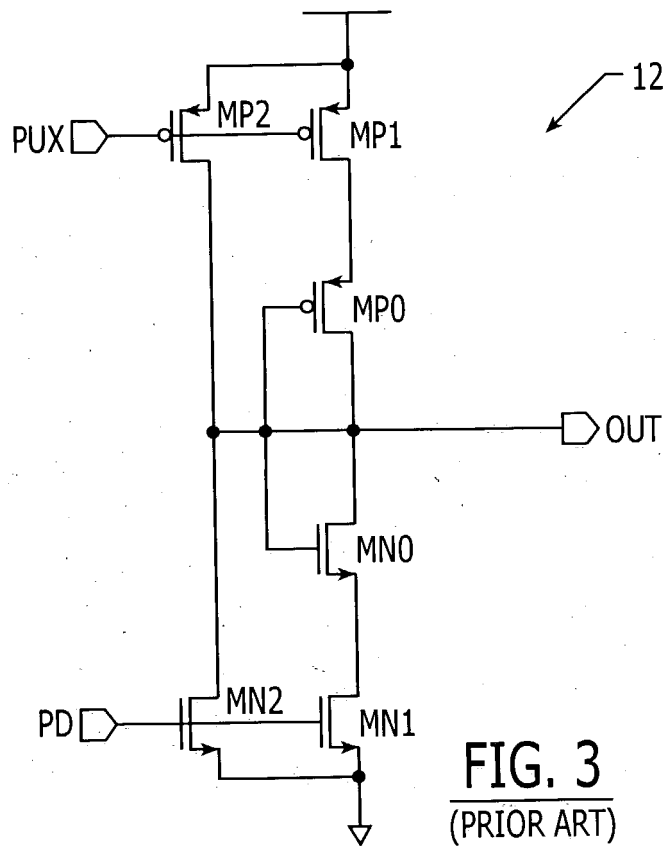 12
PUX
MP2
MP1
MP0
OUT
MN0
PD
MN2
MN1
FIG. 3
(PRIOR ART)